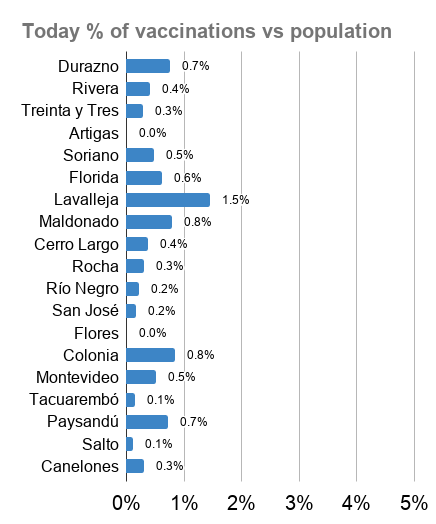 Today % of vaccinations vs population
Durazno 0.7%
Rivera 0.4%
Treinta y Tres 0.3%
Artigas 0.0%
Soriano 0.5%
Florida 0.6%
Lavalleja 1.5%
Maldonado 0.8%
Cerro Largo 0.4%
Rocha 0.3%
Río Negro 0.2%
San José 0.2%
Flores 0.0%
Colonia 0.8%
Montevideo 0.5%
Tacuarembó 0.1%
Paysandú 0.7%
Salto 0.1%
Canelones 0.3%
0% 1% 2% 3% 4% 5%